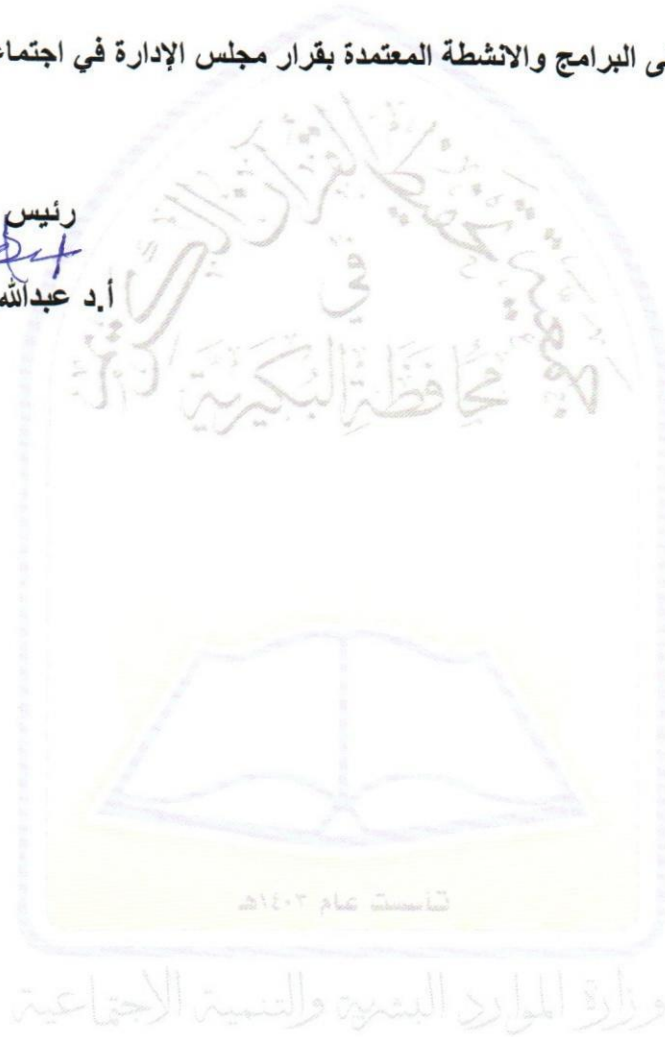 ى البرامج والانشطة المعتمدة بقرار مجلس الإدارة في اجتماع
رئيس
أ.د عبدالله
جمعية تحفيظ القرآن الكريم
في
محافظة البكيرية
تأسست عام ١٤٠٣هـ
وزارة الموارد البشرية والتنمية الاجتماعية